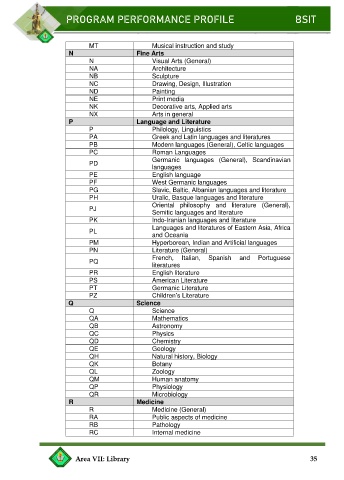 PROGRAM PERFORMANCE PROFILE BSIT
MT Musical instruction and study
N Fine Arts
N Visual Arts (General)
NA Architecture
NB Sculpture
NC Drawing, Design, Illustration
ND Painting
NE Print media
NK Decorative arts, Applied arts
NX Arts in general
P Language and Literature
P Philology, Linguistics
PA Greek and Latin languages and literatures
PB Modern languages (General), Celtic languages
PC Roman Languages
PD Germanic languages (General), Scandinavian
languages
PE English language
PF West Germanic languages
PG Slavic, Baltic, Albanian languages and literature
PH Uralic, Basque languages and literature
PJ Oriental philosophy and literature (General),
Semitic languages and literature
PK Indo-Iranian languages and literature
PL Languages and literatures of Eastern Asia, Africa
and Oceania
PM Hyperborean, Indian and Artificial languages
PN Literature (General)
PQ French, Italian, Spanish and Portuguese
literatures
PR English literature
PS American Literature
PT Germanic Literature
PZ Children's Literature
Q Science
Q Science
QA Mathematics
QB Astronomy
QC Physics
QD Chemistry
QE Geology
QH Natural history, Biology
QK Botany
QL Zoology
QM Human anatomy
QP Physiology
QR Microbiology
R Medicine
R Medicine (General)
RA Public aspects of medicine
RB Pathology
RC Internal medicine
Area VII: Library 35